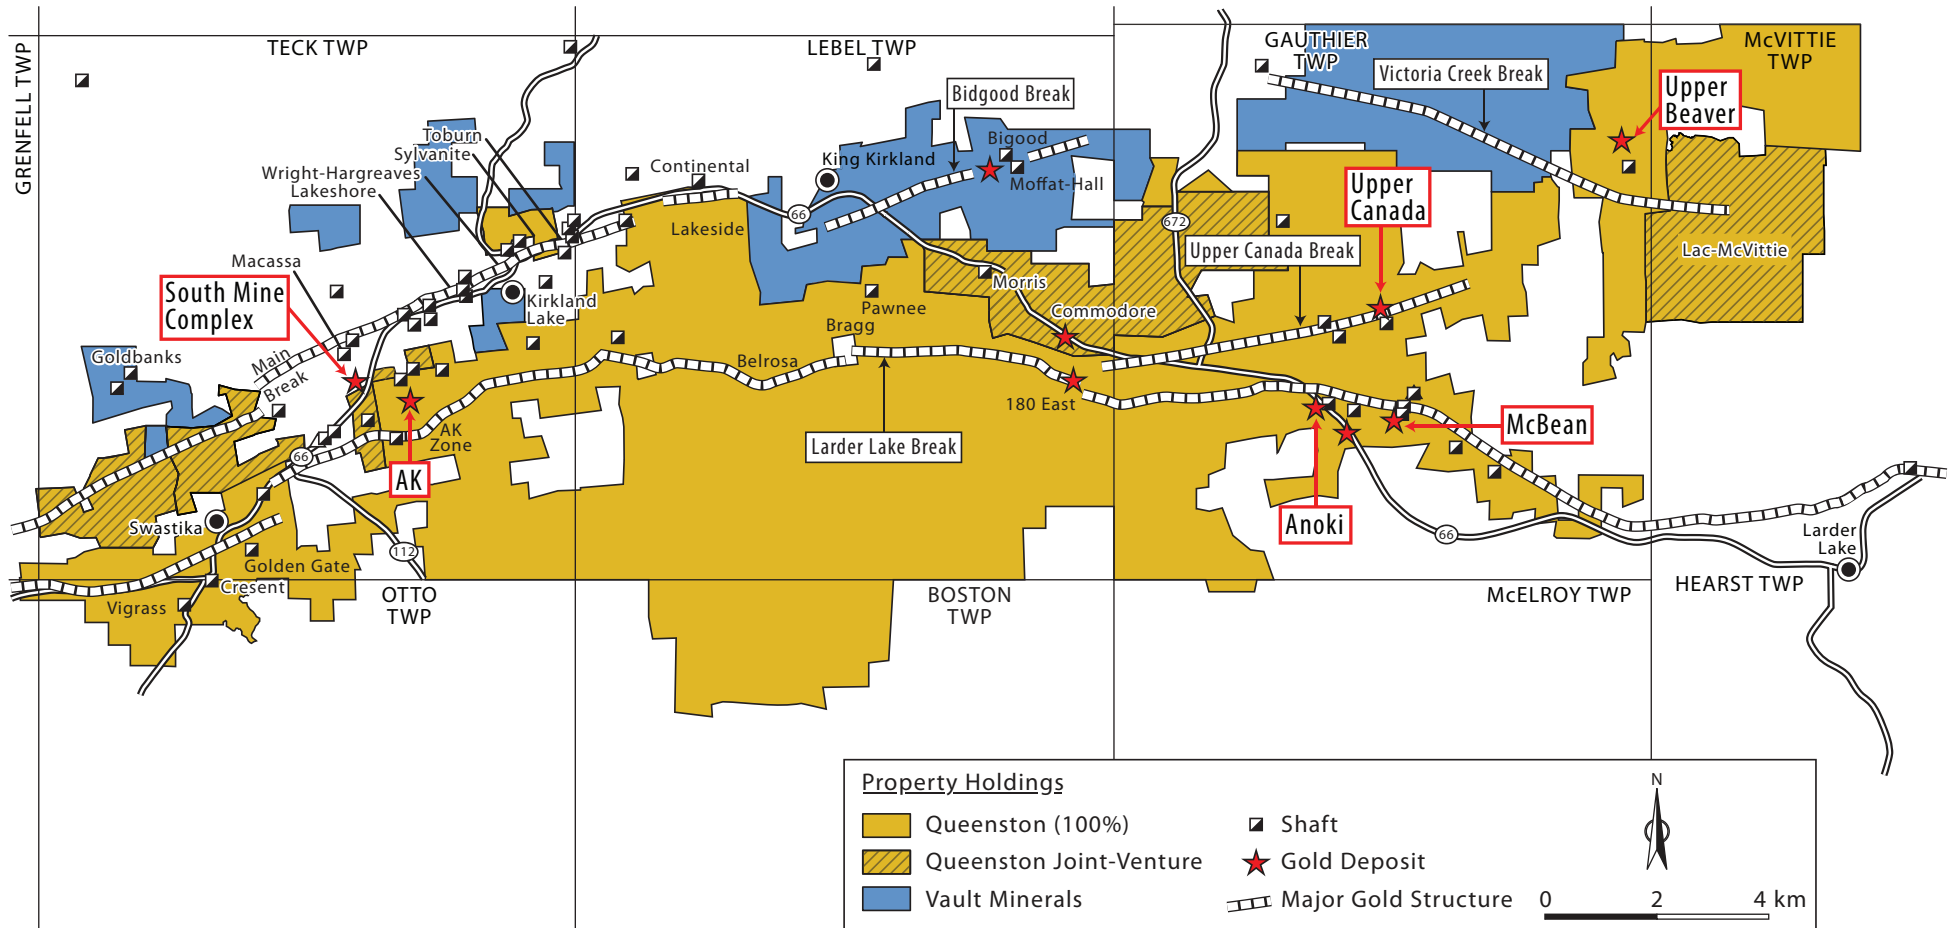 GRENFELL TWP
TECK TWP
LEBEL TWP
GAUTHIER
TWP
McVITTIE
TWP
Victoria Creek Break
Upper
Beaver
Bidgood Break
Toburn
Sylvanite
Bigood
Continental
King Kirkland
Wright-Hargreaves
Lakeshore
Moffat-Hall
Upper
Canada
66
672
Lakeside
Upper Canada Break
Lac-McVittie
Macassa
South Mine
Complex
Morris
Kirkland
Lake
Pawnee
Commodore
Bragg
Goldbanks
Main
Break
Belrosa
180 East
AK
Zone
Larder Lake Break
McBean
66
AK
Anoki
Swastika
66
Larder
Lake
112
Golden Gate
Cresent
Vigrass
OTTO
TWP
BOSTON
TWP
McELROY TWP
HEARST TWP
Property Holdings
Queenston (100%)
Queenston Joint-Venture
Vault Minerals
Shaft
Gold Deposit
Major Gold Structure
N
0 2 4 km